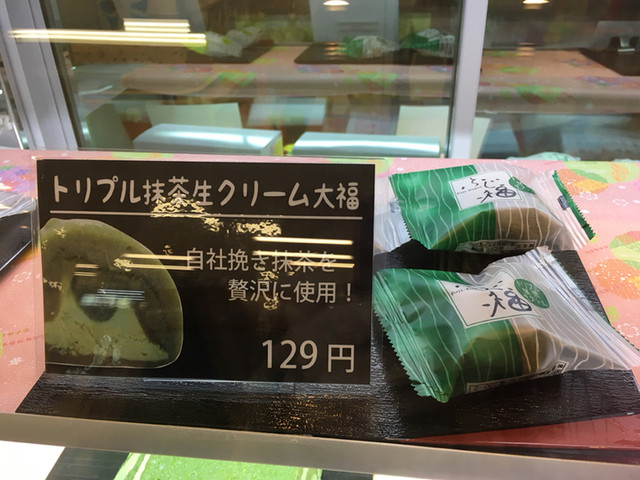 トリプル抹茶生クリーム大福
自社挽き抹茶を
贅沢に使用！
129円